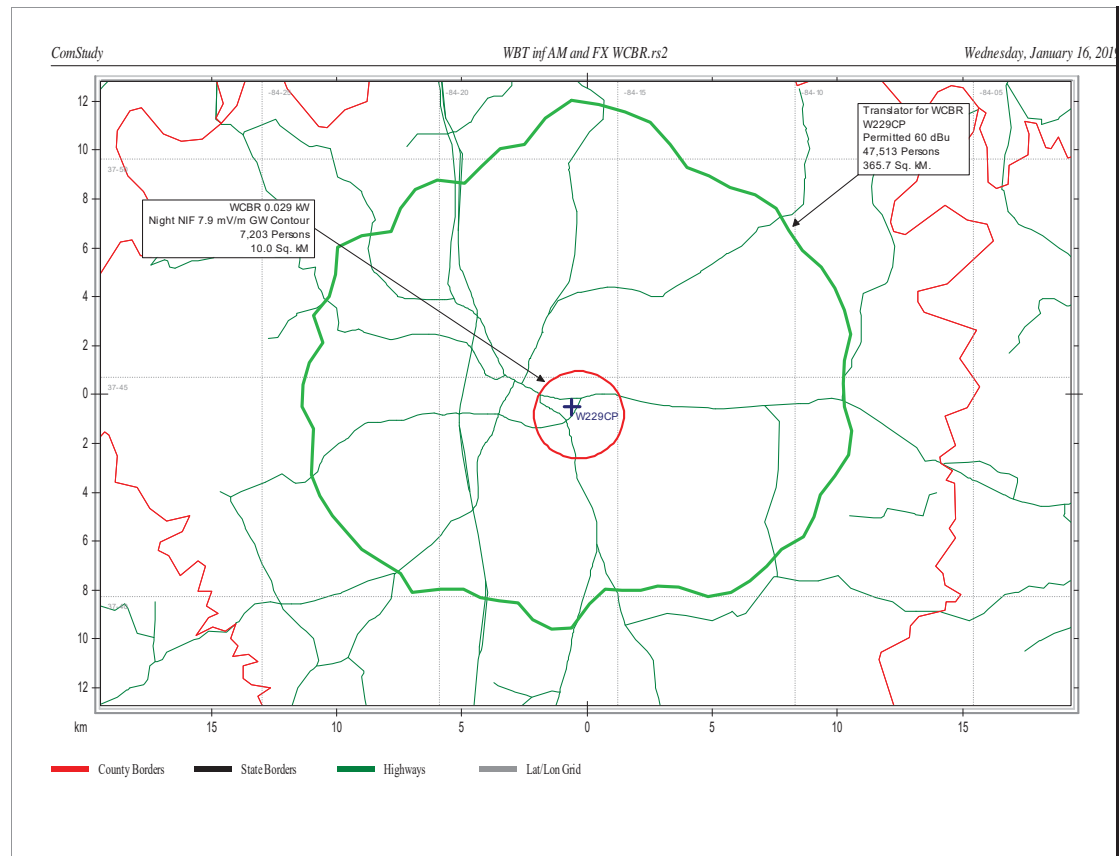 ComStudy
WBT inf AM and FX WCBR.rs2
Wednesday, January 16, 2019
-84-20
-84-15
-84-10
-84-05
12
10
8
6
4
2
0
2
4
6
8
10
12
Translator for WCBR
W229CP
Permitted 60 dBu
47,513 Persons
365.7 Sq. kM.
WCBR 0.029 kW
Night NIF 7.9 mV/m GW Contour
7,203 Persons
10.0 Sq. kM
37-45
W229CP
km
15
10
5
0
5
10
15
County Borders
State Borders
Highways
Lat/Lon Grid